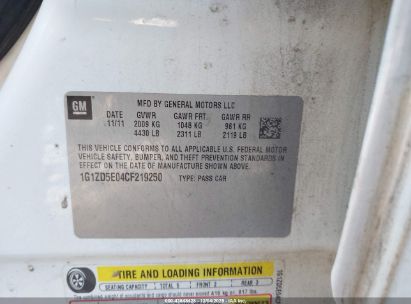 GM
MFD BY GENERAL MOTORS LLC
DATE GVWR GAWR FRT GAWR RR
11/11 2009 KG 1048 KG 961 KG
4430 LB 2311 LB 2119 LB
THIS VEHICLE CONFORMS TO ALL APPLICABLE U.S. FEDERAL MOTOR
VEHICLE SAFETY, BUMPER, AND THEFT PREVENTION STANDARDS IN
EFFECT ON THE DATE OF MANUFACTURE SHOWN ABOVE.
1G1ZD5E04CF219250 TYPE: PASS CAR
TIRE AND LOADING INFORMATION
SEATING CAPACITY TOTAL 5 FRONT 2 REAR 3